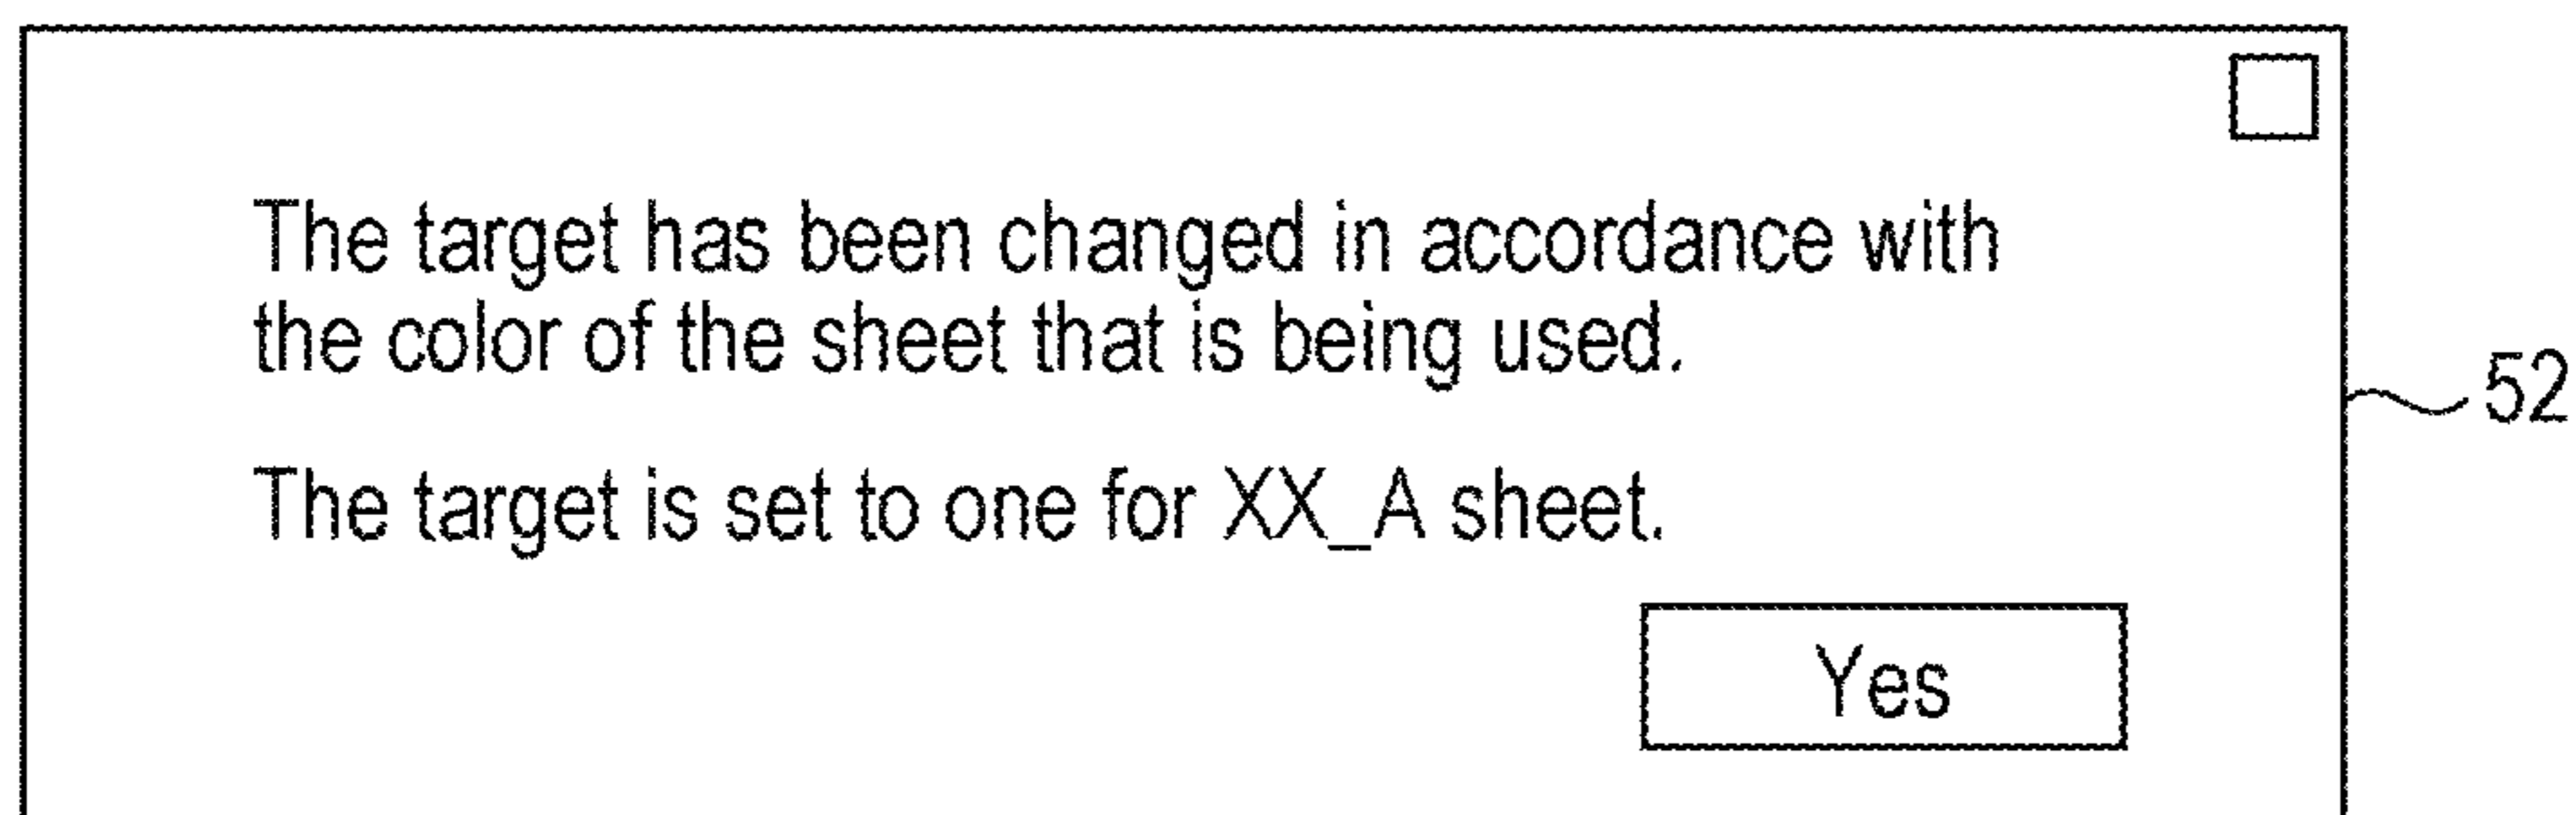 The target has been changed in accordance with
the color of the sheet that is being used.
52
The target is set to one for XX_A sheet.
Yes